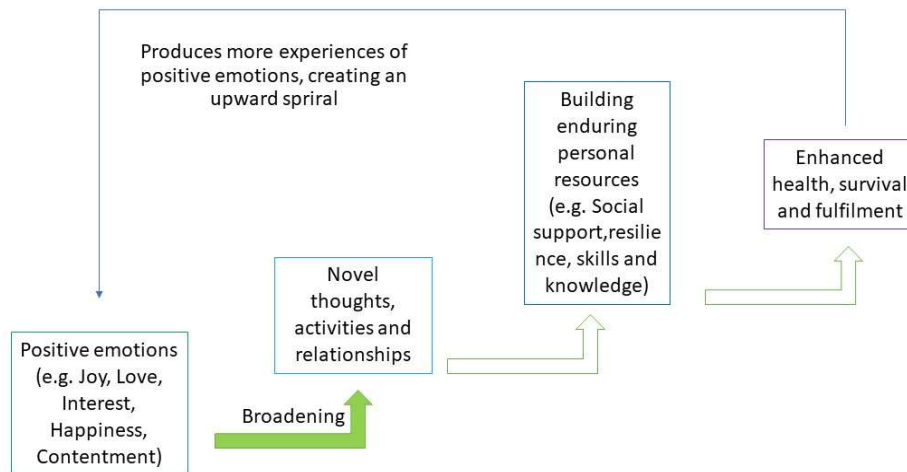 Produces more experiences of
positive emotions, creating an
upward spriral
Building
enduring
personal
resources
(e.g. Social
support,resilie
nce, skills and
knowledge)
Enhanced
health, survival
and fulfilment
Novel
thoughts,
activities and
relationships
Positive emotions
(e.g. Joy, Love,
Interest,
Happiness,
Contentment)
Broadening